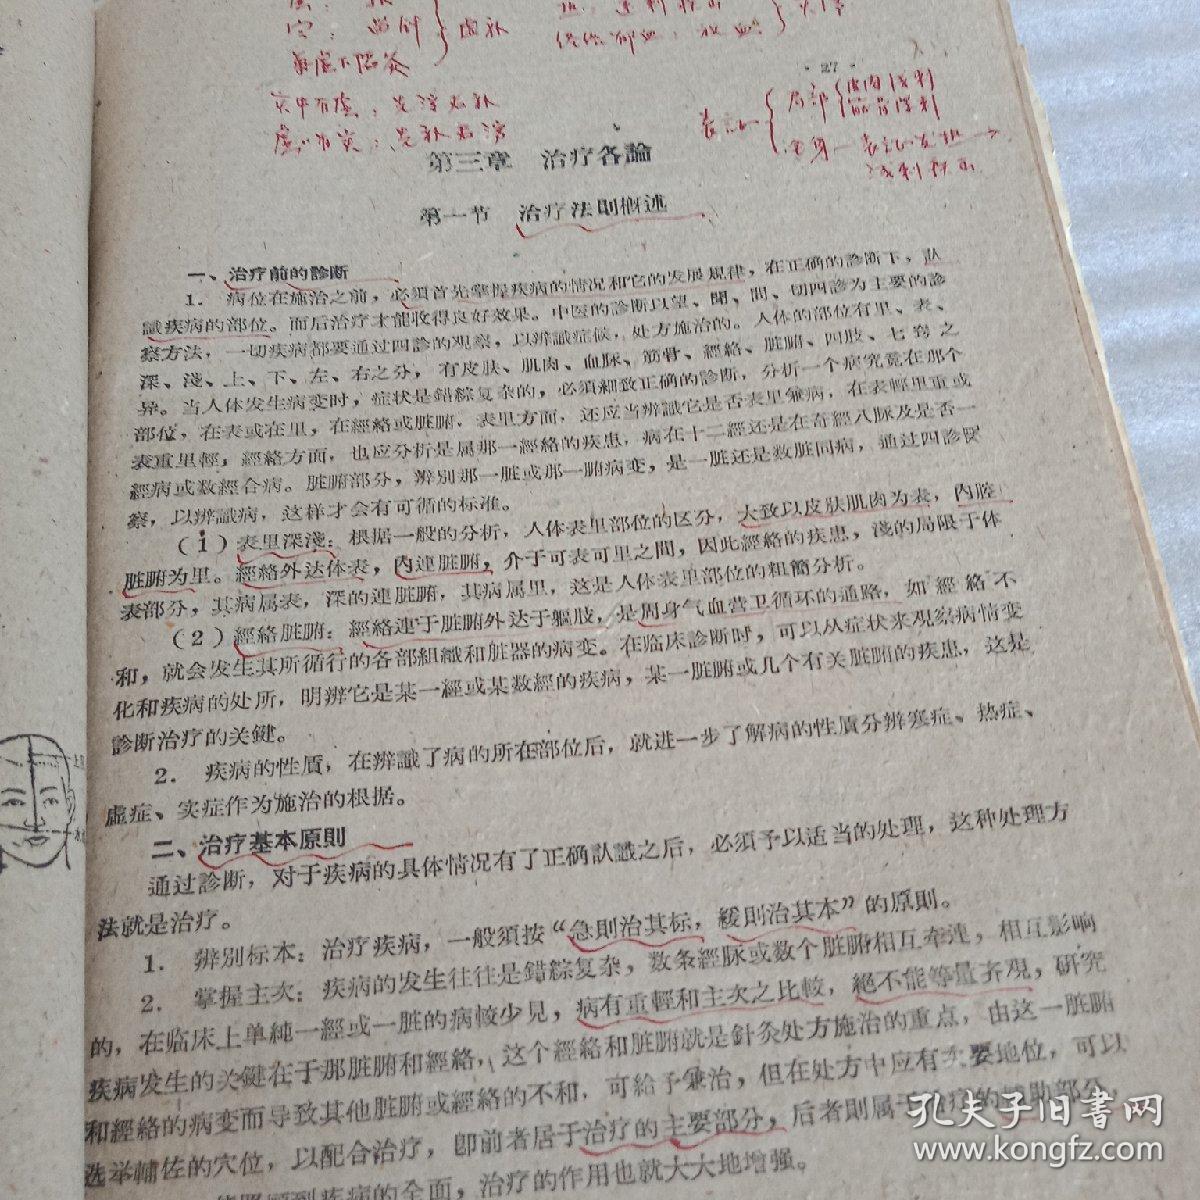 · 27 ·
第三章　治疗各論
第一节　治疗法則概述
一、治疗前的診断
1. 病位在施治之前，必須首先掌握疾病的情况和它的发展規律，在正确的診断下，認
識疾病的部位。而后治疗才能收得良好效果。中医的診断以望、聞、問、切四診为主要的診
察方法，一切疾病都要通过四診的观察，以辨識症候，处方施治的。人体的部位有里、表、
深、淺、上、下、左、右之分，有皮肤、肌肉、血脉、筋骨、經絡、脏腑、四肢、七窍之
异。当人体发生病变时，症状是錯綜复杂的，必須細致正确的診断，分析一个病究竟在那个
部位，在表或在里，在經絡或脏腑。表里方面，还应当辨識它是否表里兼病，在表輕里重或
表重里輕，經絡方面，也应分析是属那一經絡的疾患，病在十二經还是在奇經八脉及是否一
經病或数經合病。脏腑部分，辨别那一脏或那一腑病变，是一脏还是数脏同病，通过四診
察，以辨識病，这样才会有可循的标准。
(1) 表里深淺：根据一般的分析，人体表里部位的区分，大致以皮肤肌肉为表，内腔
脏腑为里。經絡外达体表，内連脏腑，介于可表可里之間，因此經絡的疾患，淺的局限于体
表部分，其病属表，深的連脏腑，其病属里，这是人体表里部位的粗簡分析。
(2) 經絡脏腑：經絡連于脏腑外达于軀肢，是周身气血营卫循环的通路，如經絡不
和，就会发生其所循行的各部組織和脏器的病变。在临床診断时，可以从症状来观察病情变
化和疾病的处所，明辨它是某一經或某数經的疾病，某一脏腑或几个有关脏腑的疾患，这是
診断治疗的关鍵。
2. 疾病的性盾，在辨識了病的所在部位后，就进一步了解病的性盾分辨寒症、热症、
虛症、实症作为施治的根据。
二、治疗基本原則
通过診断，对于疾病的具体情况有了正确認識之后，必須予以适当的处理，这种处理方
法就是治疗。
1. 辨别标本：治疗疾病，一般須按“急則治其标，緩則治其本”的原則。
2. 掌握主次：疾病的发生往往是錯綜复杂，数条經脉或数个脏腑相互牵連，相互影响
的，在临床上单純一經或一脏的病較少見，病有重輕和主次之比較，絕不能等量齐覌，研究
疾病发生的关鍵在于那脏腑和經絡，这个經絡和脏腑就是針灸处方施治的重点，由这一脏腑
和經絡的病变而导致其他脏腑或經絡的不和，可給予兼治，但在处方中应有主要地位，可以
选举輔佐的穴位，以配合治疗，卽前者居于治疗的主要部分，后者則属于治疗的輔助部分，
到疾病的全面，治疗的作用也就大大地增强。
孔夫子旧書网
www.kongfz.com